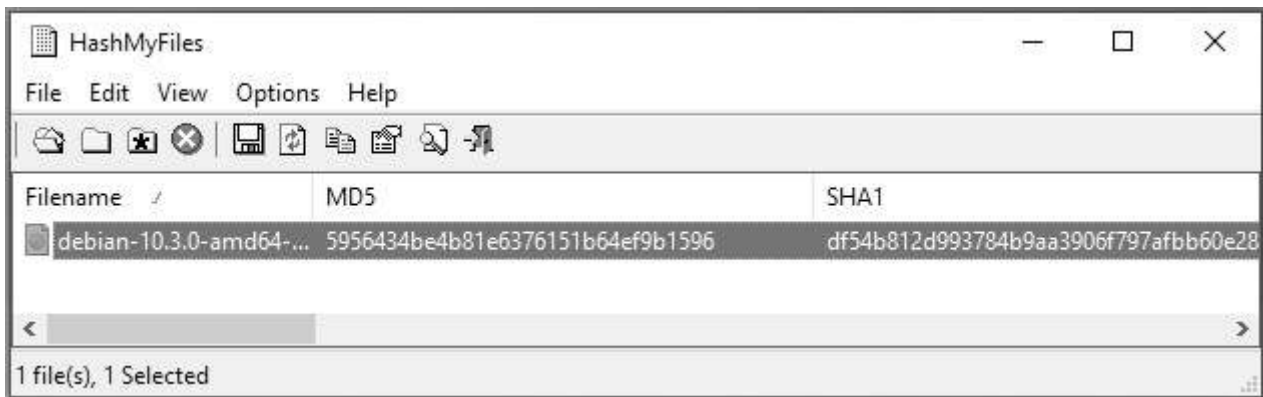 HashMyFiles
File Edit View Options Help
Filename MD5 SHA1
debian-10.3.0-amd64-... 5956434be4b81e6376151b64ef9b1596 df54b812d993784b9aa3906f797afbb60e28
1 file(s), 1 Selected